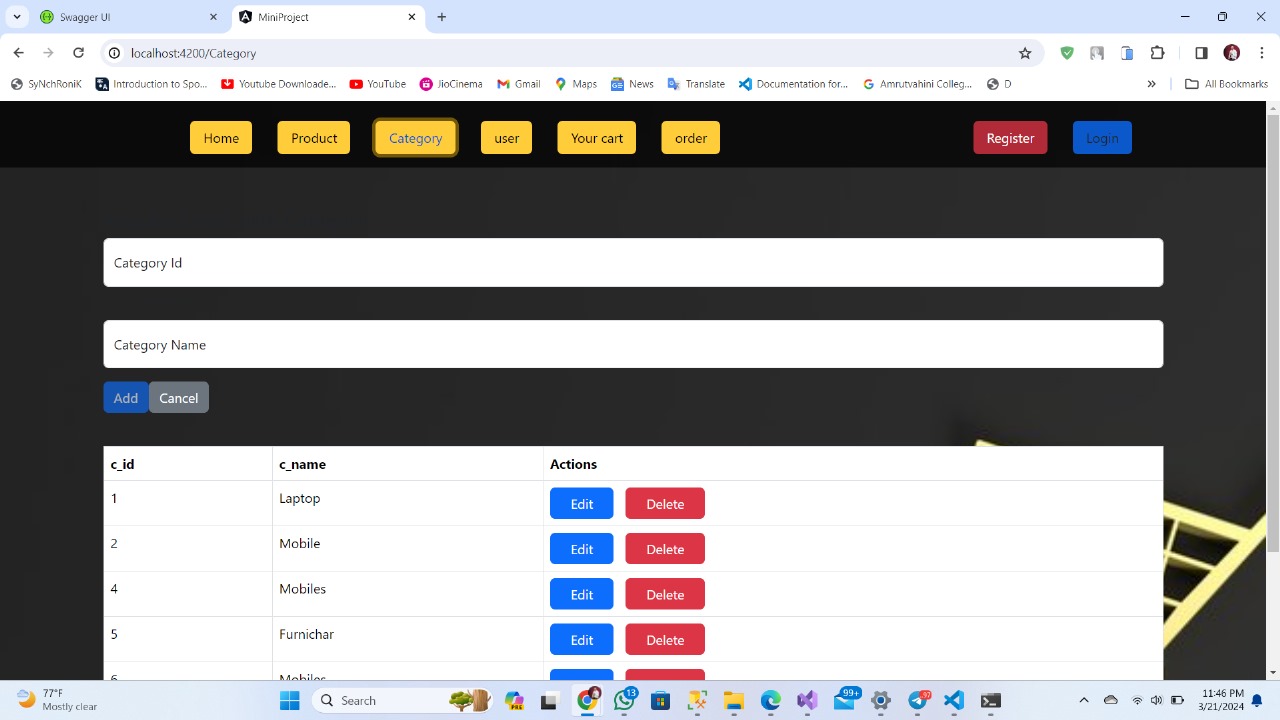 Swagger UI
MiniProject
localhost:4200/Category
SyNchRoniK
Introduction to Spo...
Youtube Downloade...
YouTube
JioCinema
Gmail
Maps
News
Translate
Documentation for...
Amrutvahini Colleg...
D
»
All Bookmarks
Home
Product
Category
user
Your cart
order
Register
Login
Category Id
Category Name
Add
Cancel
c_id c_name Actions
1 Laptop Edit Delete
2 Mobile Edit Delete
4 Mobiles Edit Delete
5 Furnichar Edit Delete
6 Mobiles
77°F
Mostly clear
Search
13
99+
97
11:46 PM
3/21/2024